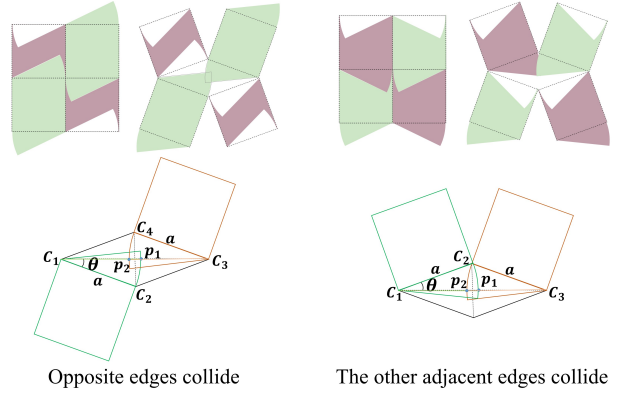 C₄
a
C₁ θ p₂ p₁ C₃
a
C₂
Opposite edges collide
C₂
a a
θ p₂ p₁
C₁ C₃
The other adjacent edges collide